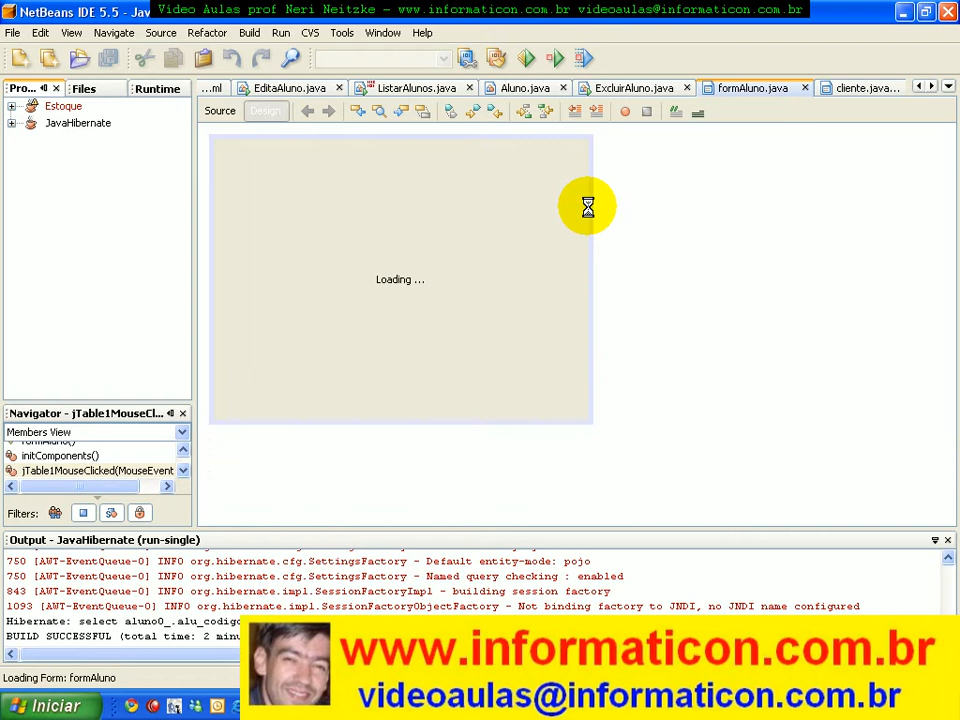 NetBeans IDE 5.5 - Jav
Video Aulas prof Neri Neitzke - www.informaticon.com.br videoaulas@informaticon.com.br
File Edit View Navigate Source Refactor Build Run CVS Tools Window Help
Pro... Files Runtime
...ml EditaAluno.java ListarAlunos.java Aluno.java ExcluirAluno.java formAluno.java cliente.java...
Source Design
Estoque
JavaHibernate
Loading ...
Navigator - jTable1MouseCl...
Members View
formAluno()
initComponents()
jTable1MouseClicked(MouseEvent
Filters:
Output - JavaHibernate (run-single)
750 [AWT-EventQueue-0] INFO org.hibernate.cfg.SettingsFactory - Default entity-mode: pojo
750 [AWT-EventQueue-0] INFO org.hibernate.cfg.SettingsFactory - Named query checking : enabled
843 [AWT-EventQueue-0] INFO org.hibernate.impl.SessionFactoryImpl - building session factory
1093 [AWT-EventQueue-0] INFO org.hibernate.impl.SessionFactoryObjectFactory - Not binding factory to JNDI, no JNDI name configured
Hibernate: select aluno0_.alu_codigo
BUILD SUCCESSFUL (total time: 2 minu
Loading Form: formAluno
Iniciar
www.informaticon.com.br
videoaulas@informaticon.com.br